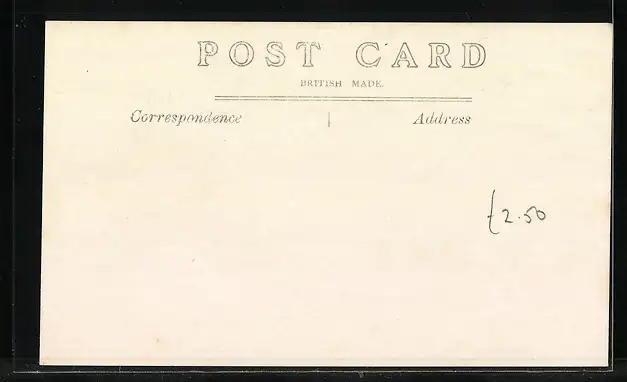 POST CARD
BRITISH MADE.
Correspondence | Address
£2.50